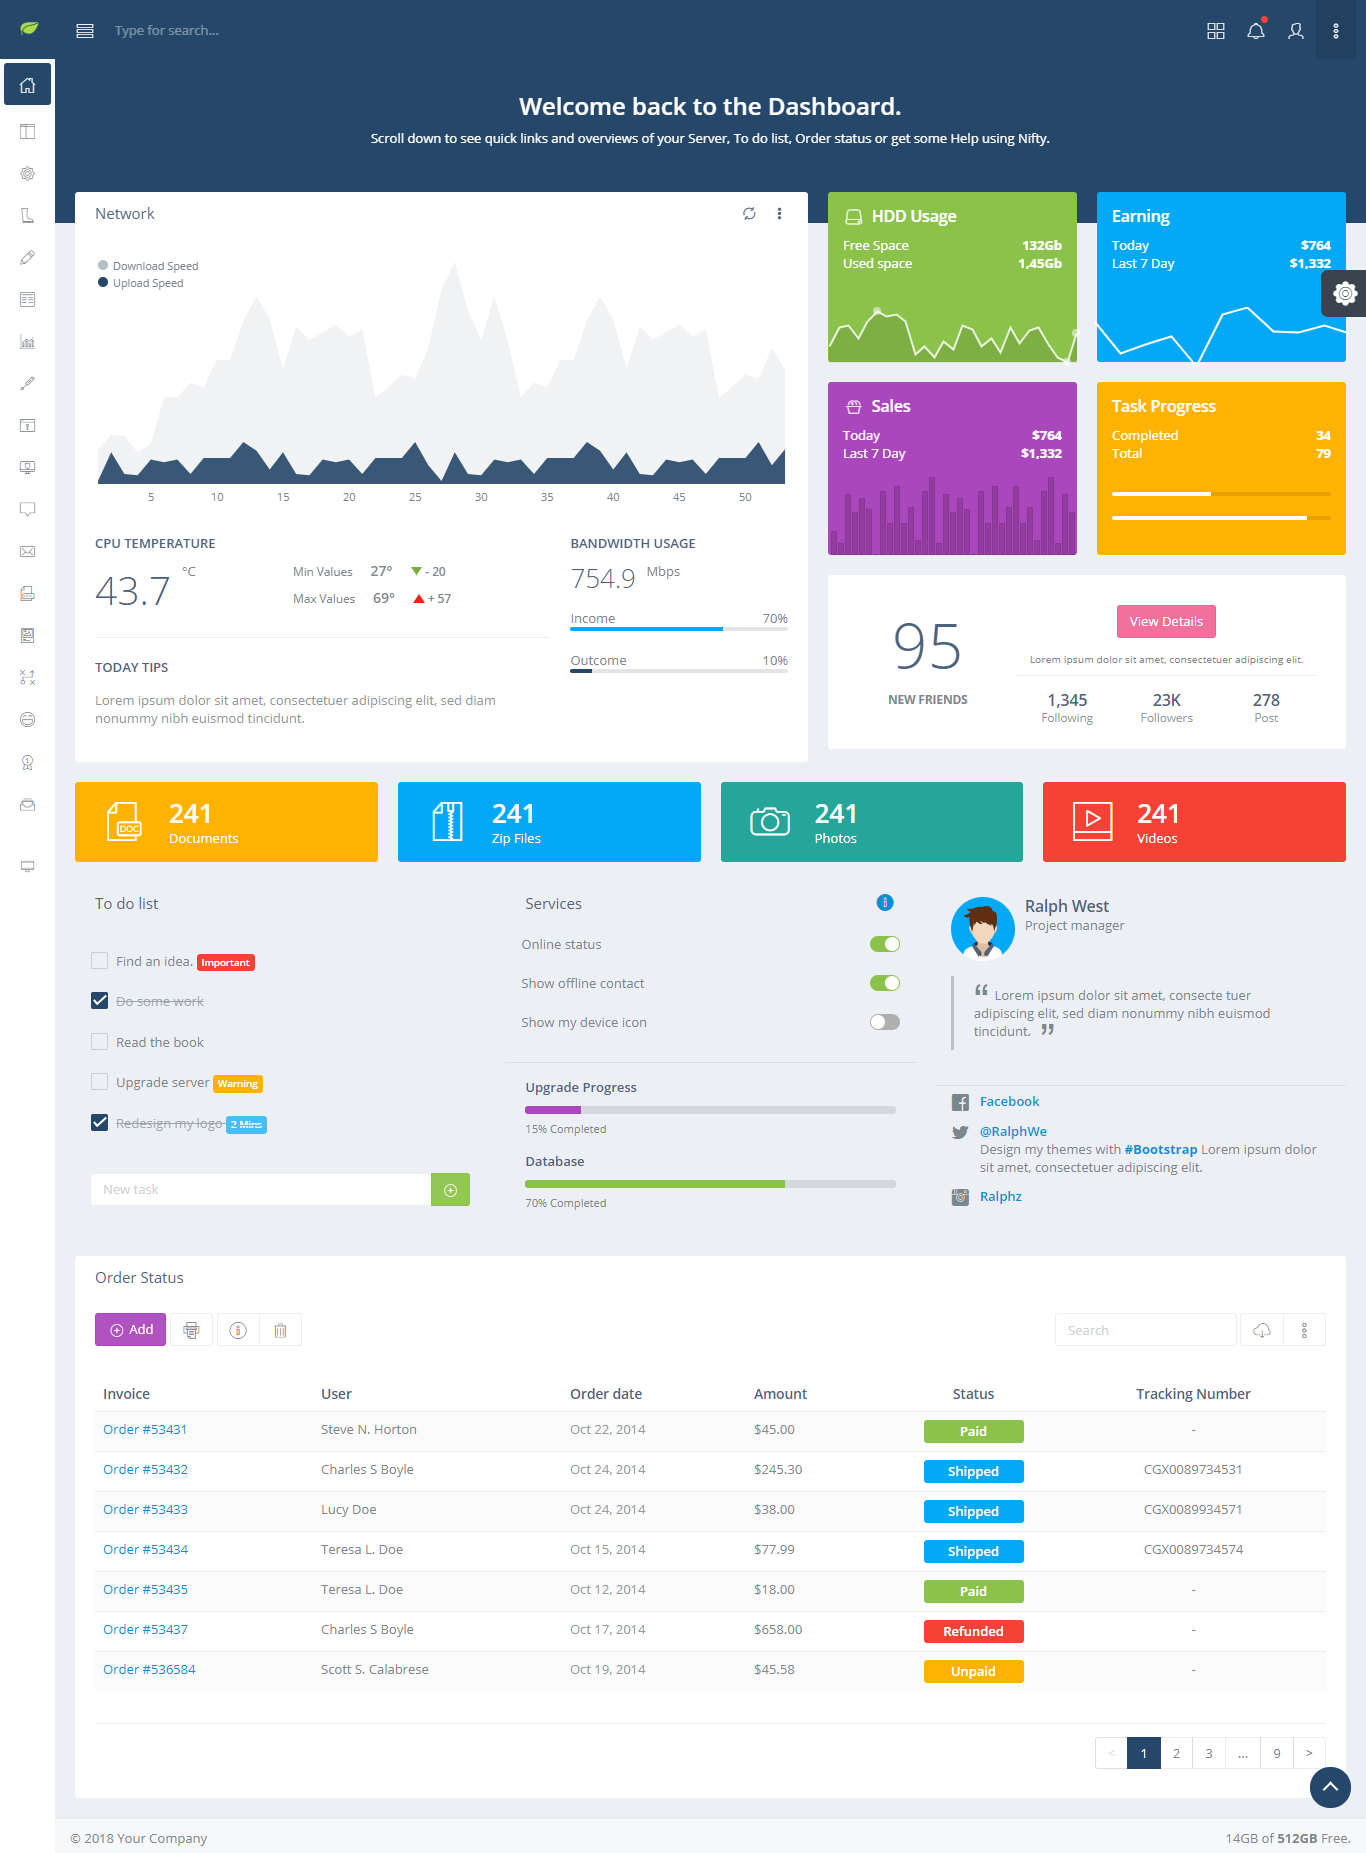 Type for search...
Welcome back to the Dashboard.
Scroll down to see quick links and overviews of your Server, To do list, Order status or get some Help using Nifty.
Network
Download Speed
Upload Speed
5 10 15 20 25 30 35 40 45 50
CPU TEMPERATURE
43.7 °C
Min Values 27° - 20
Max Values 69° + 57
BANDWIDTH USAGE
754.9 Mbps
Income 70%
Outcome 10%
TODAY TIPS
Lorem ipsum dolor sit amet, consectetuer adipiscing elit, sed diam
nonummy nibh euismod tincidunt.
HDD Usage
Free Space 132Gb
Used space 1,45Gb
Earning
Today $764
Last 7 Day $1,332
Sales
Today $764
Last 7 Day $1,332
Task Progress
Completed 34
Total 79
95
NEW FRIENDS
View Details
Lorem ipsum dolor sit amet, consectetuer adipiscing elit.
1,345 23K 278
Following Followers Post
241
Documents
241
Zip Files
241
Photos
241
Videos
DOC
To do list
Find an idea. Important
Do some work
Read the book
Upgrade server Warning
Redesign my logo 2 Mins
New task
Services
Online status
Show offline contact
Show my device icon
Upgrade Progress
15% Completed
Database
70% Completed
Ralph West
Project manager
“ Lorem ipsum dolor sit amet, consecte tuer
adipiscing elit, sed diam nonummy nibh euismod
tincidunt. ”
Facebook
@RalphWe
Design my themes with #Bootstrap Lorem ipsum dolor
sit amet, consectetuer adipiscing elit.
Ralphz
Order Status
Add
Search
Invoice User Order date Amount Status Tracking Number
Order #53431 Steve N. Horton Oct 22, 2014 $45.00 Paid -
Order #53432 Charles S Boyle Oct 24, 2014 $245.30 Shipped CGX0089734531
Order #53433 Lucy Doe Oct 24, 2014 $38.00 Shipped CGX0089934571
Order #53434 Teresa L. Doe Oct 15, 2014 $77.99 Shipped CGX0089734574
Order #53435 Teresa L. Doe Oct 12, 2014 $18.00 Paid -
Order #53437 Charles S Boyle Oct 17, 2014 $658.00 Refunded -
Order #536584 Scott S. Calabrese Oct 19, 2014 $45.58 Unpaid -
< 1 2 3 ... 9 >
© 2018 Your Company
14GB of 512GB Free.